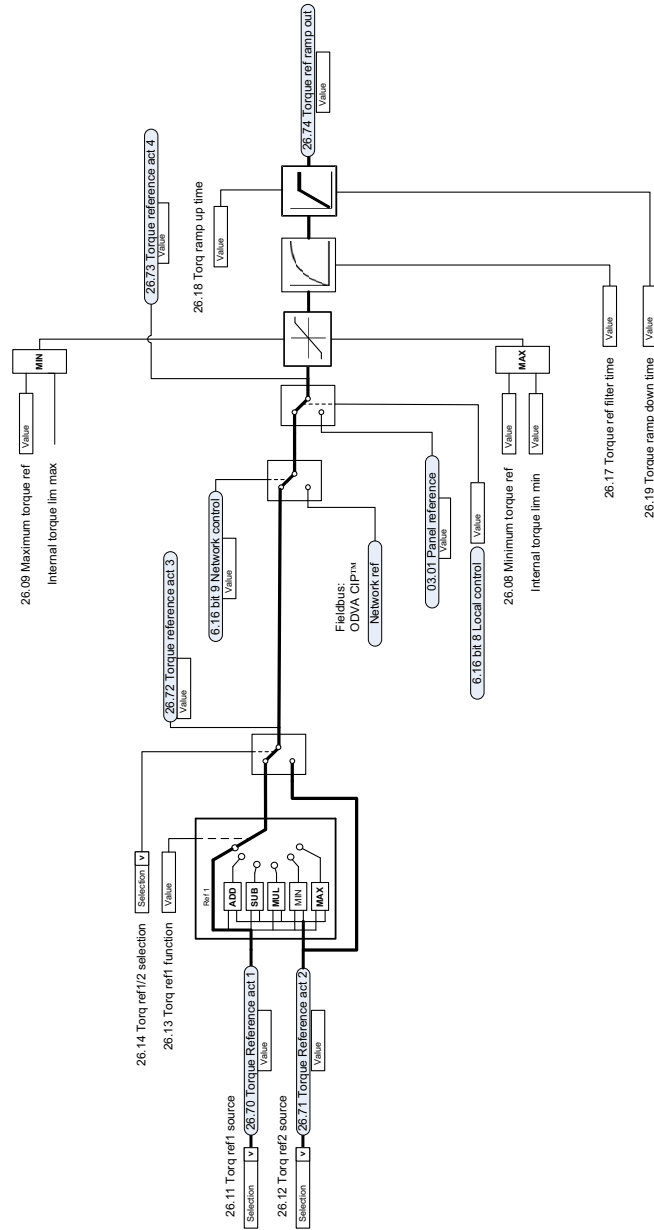 26.11 Torq ref1 source
Selection v
26.70 Torque Reference act 1
Value
26.12 Torq ref2 source
Selection v
26.71 Torque Reference act 2
Value
26.14 Torq ref1/2 selection
Selection v
26.13 Torq ref1 function
Value
Ref 1
ADD
SUB
MUL
MIN
MAX
26.72 Torque reference act 3
Value
6.16 bit 9 Network control
Value
Fieldbus:
ODVA CIP™
Network ref
03.01 Panel reference
Value
6.16 bit 8 Local control
Value
26.73 Torque reference act 4
Value
26.09 Maximum torque ref
Value
Internal torque lim max
MIN
26.08 Minimum torque ref
Value
Internal torque lim min
Value
MAX
26.18 Torq ramp up time
Value
26.17 Torque ref filter time
Value
26.19 Torque ramp down time
Value
26.74 Torque ref ramp out
Value